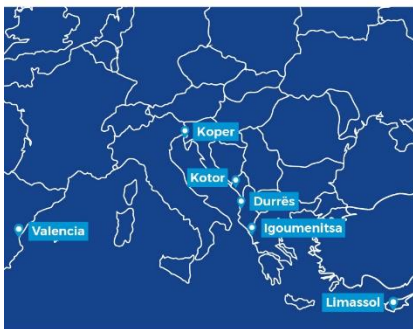 Koper
Kotor
Durrës
Valencia
Igoumenitsa
Limassol